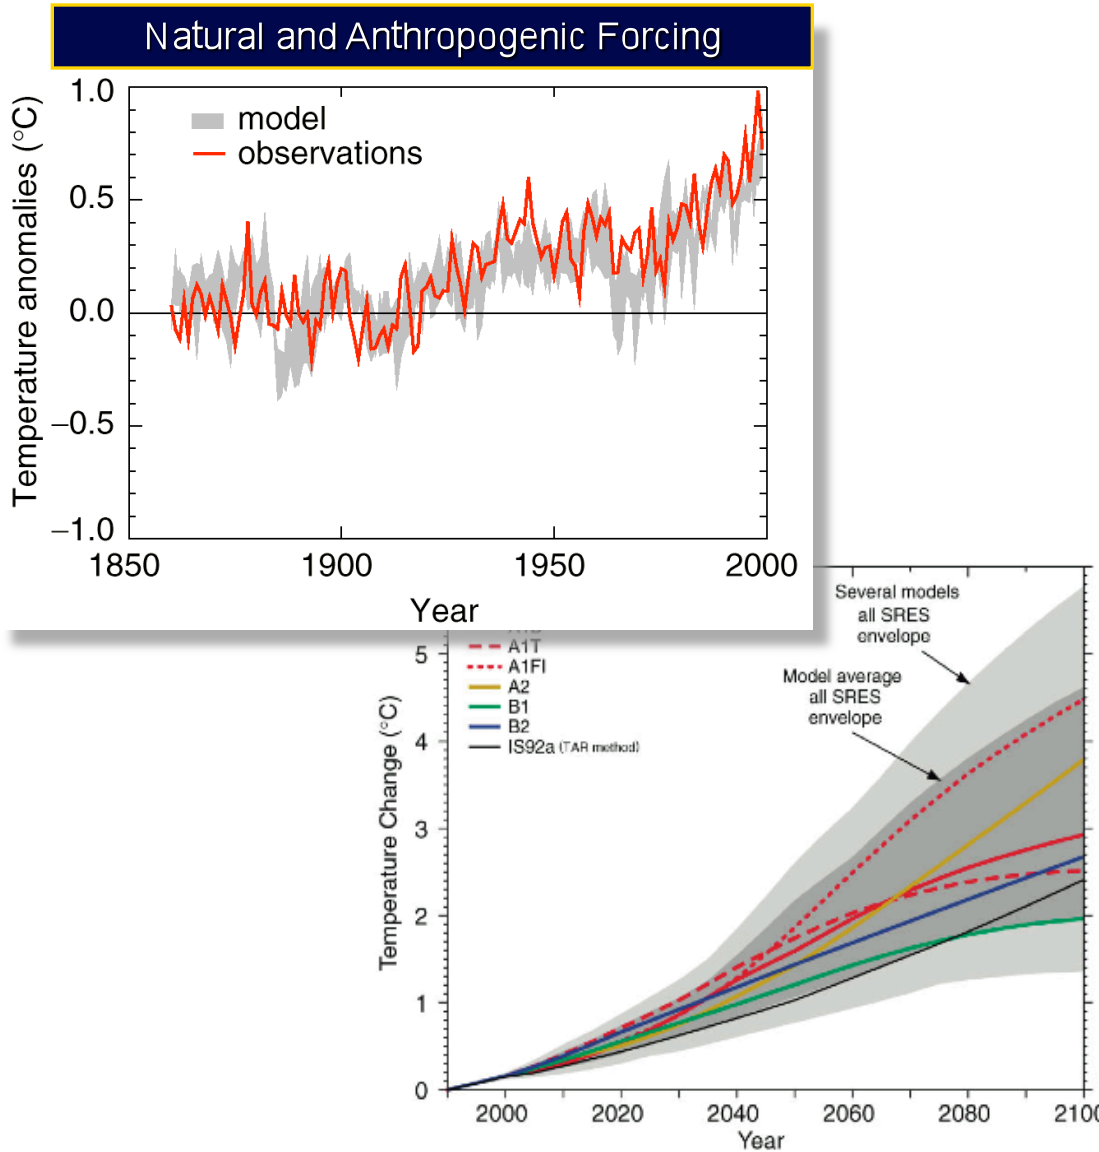 Natural and Anthropogenic Forcing
Temperature anomalies (°C)
1.0
0.5
0.0
−0.5
−1.0
model
observations
1850
1900
1950
2000
Year
Several models
all SRES
envelope
Model average
all SRES
envelope
A1T
A1FI
A2
B1
B2
IS92a (TAR method)
Temperature Change (°C)
5
4
3
2
1
0
2000
2020
2040
2060
2080
210
Year